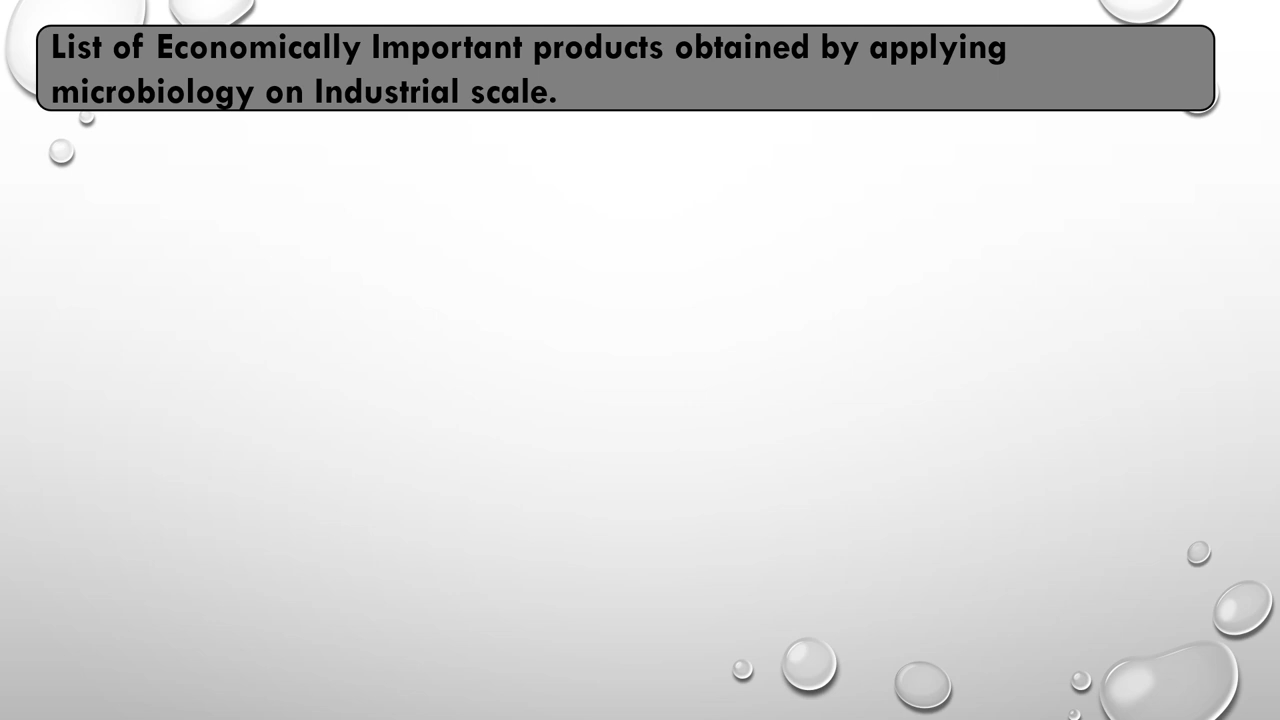 List of Economically Important products obtained by applying
microbiology on Industrial scale.